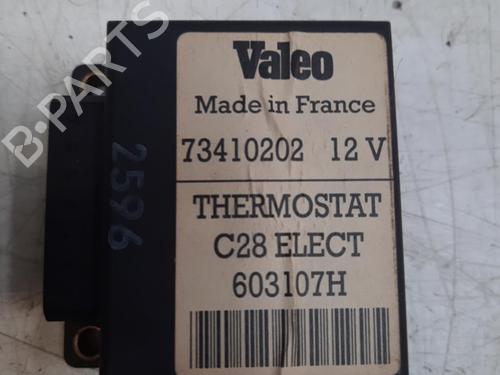 Valeo
Made in France
73410202 12 V
THERMOSTAT
C28 ELECT
603107H
2596
B-PARTS